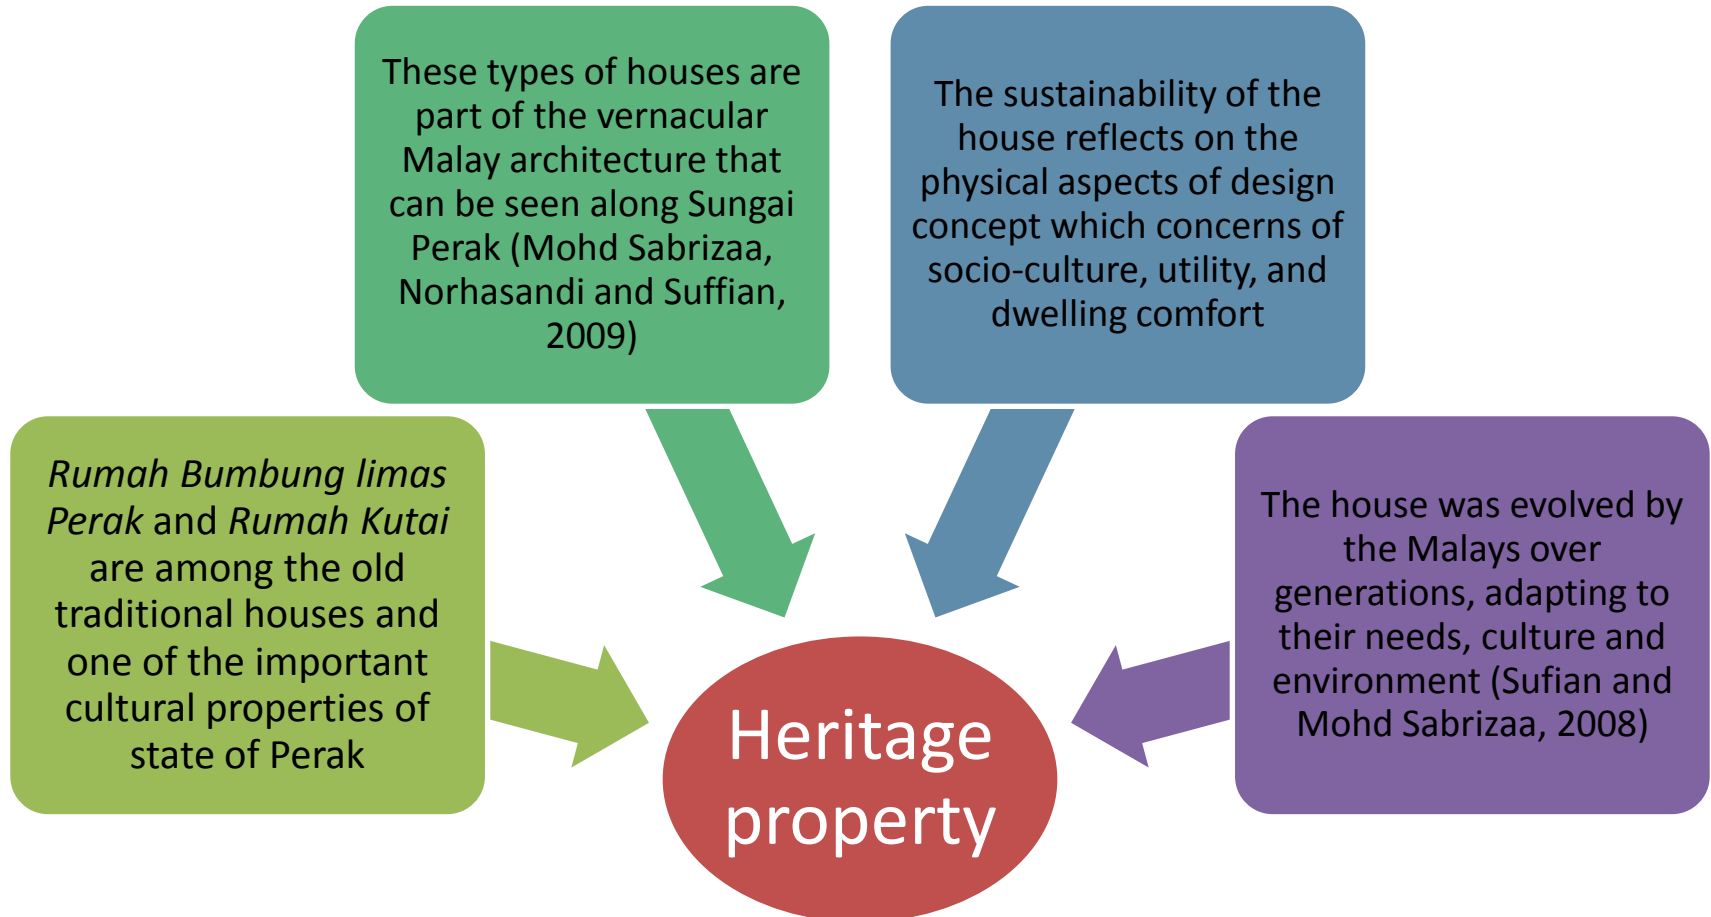 These types of houses are
part of the vernacular
Malay architecture that
can be seen along Sungai
Perak (Mohd Sabrizaa,
Norhasandi and Suffian,
2009)
The sustainability of the
house reflects on the
physical aspects of design
concept which concerns of
socio-culture, utility, and
dwelling comfort
Rumah Bumbung limas
Perak and Rumah Kutai
are among the old
traditional houses and
one of the important
cultural properties of
state of Perak
The house was evolved by
the Malays over
generations, adapting to
their needs, culture and
environment (Sufian and
Mohd Sabrizaa, 2008)
Heritage
property